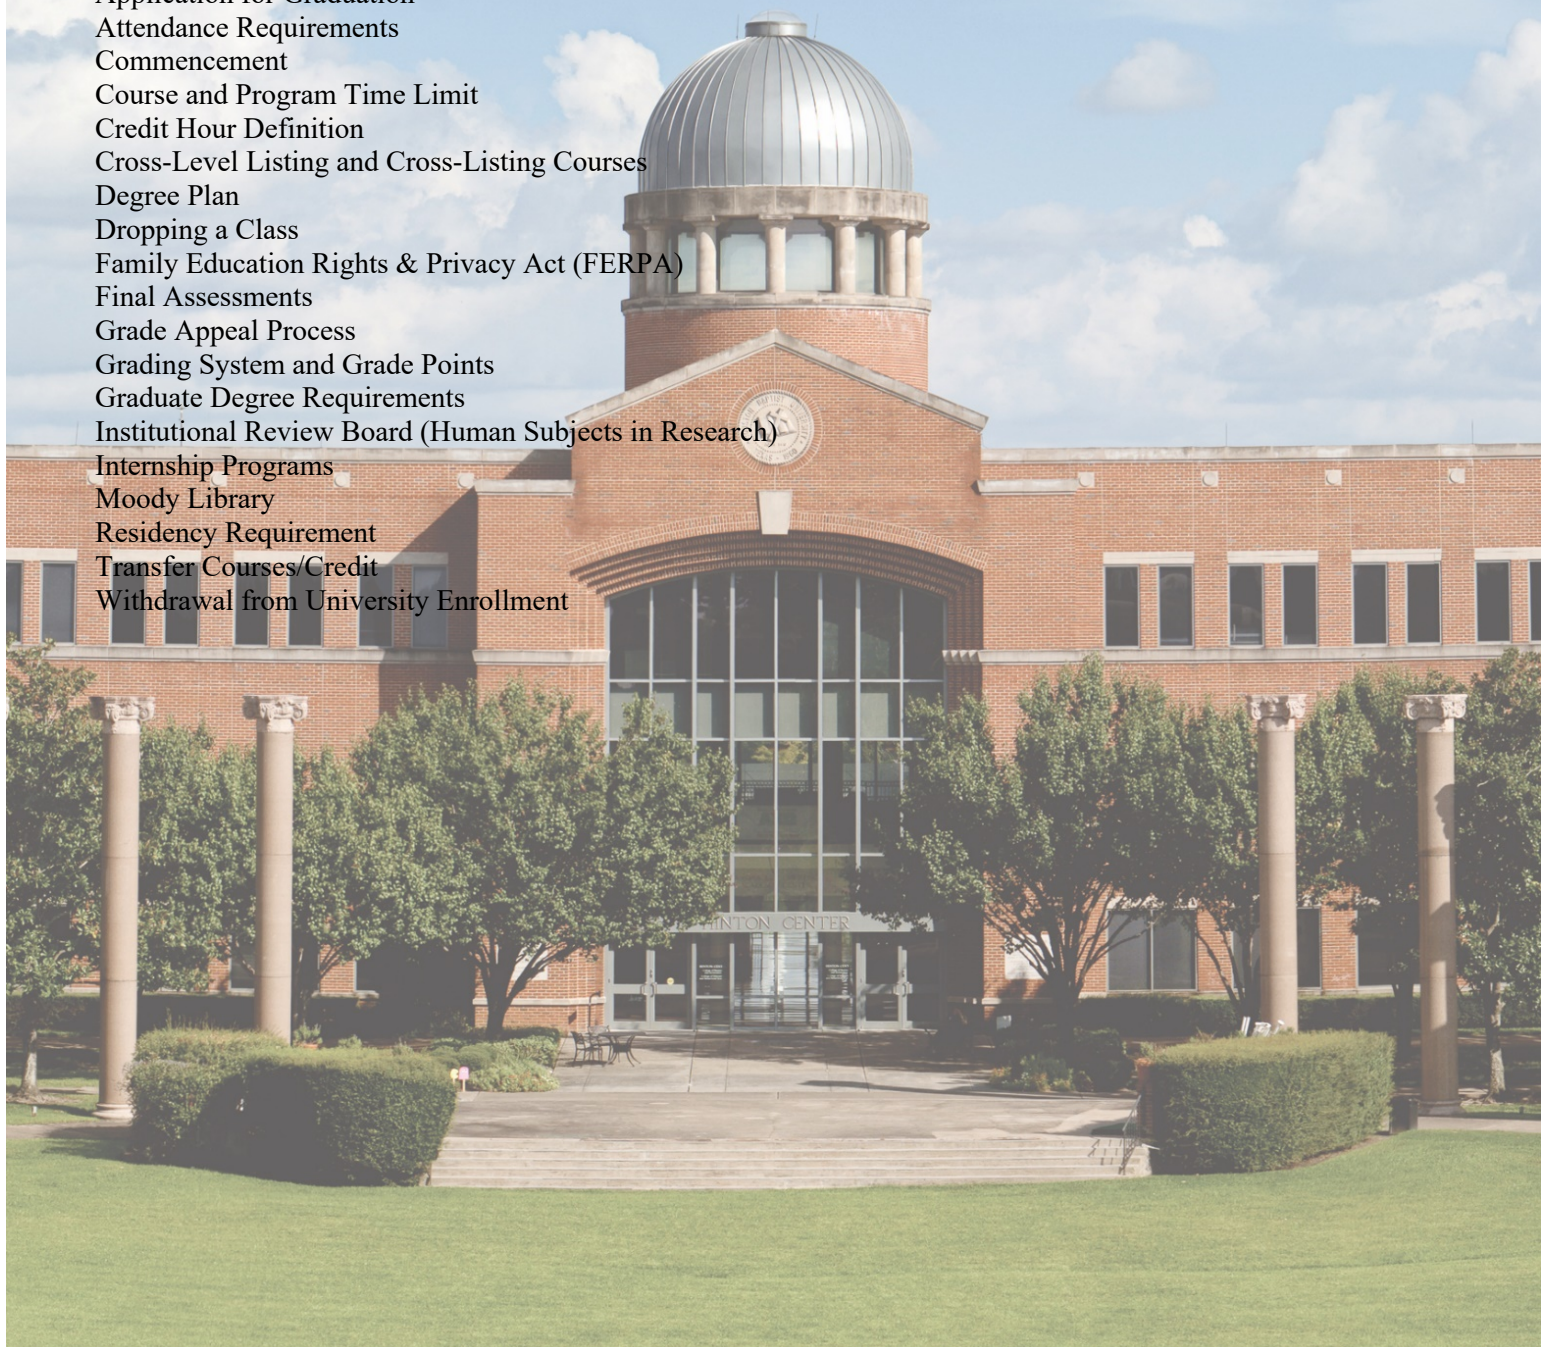 Application for Graduation
Attendance Requirements
Commencement
Course and Program Time Limit
Credit Hour Definition
Cross-Level Listing and Cross-Listing Courses
Degree Plan
Dropping a Class
Family Education Rights & Privacy Act (FERPA)
Final Assessments
Grade Appeal Process
Grading System and Grade Points
Graduate Degree Requirements
Institutional Review Board (Human Subjects in Research)
Internship Programs
Moody Library
Residency Requirement
Transfer Courses/Credit
Withdrawal from University Enrollment
HINTON CENTER